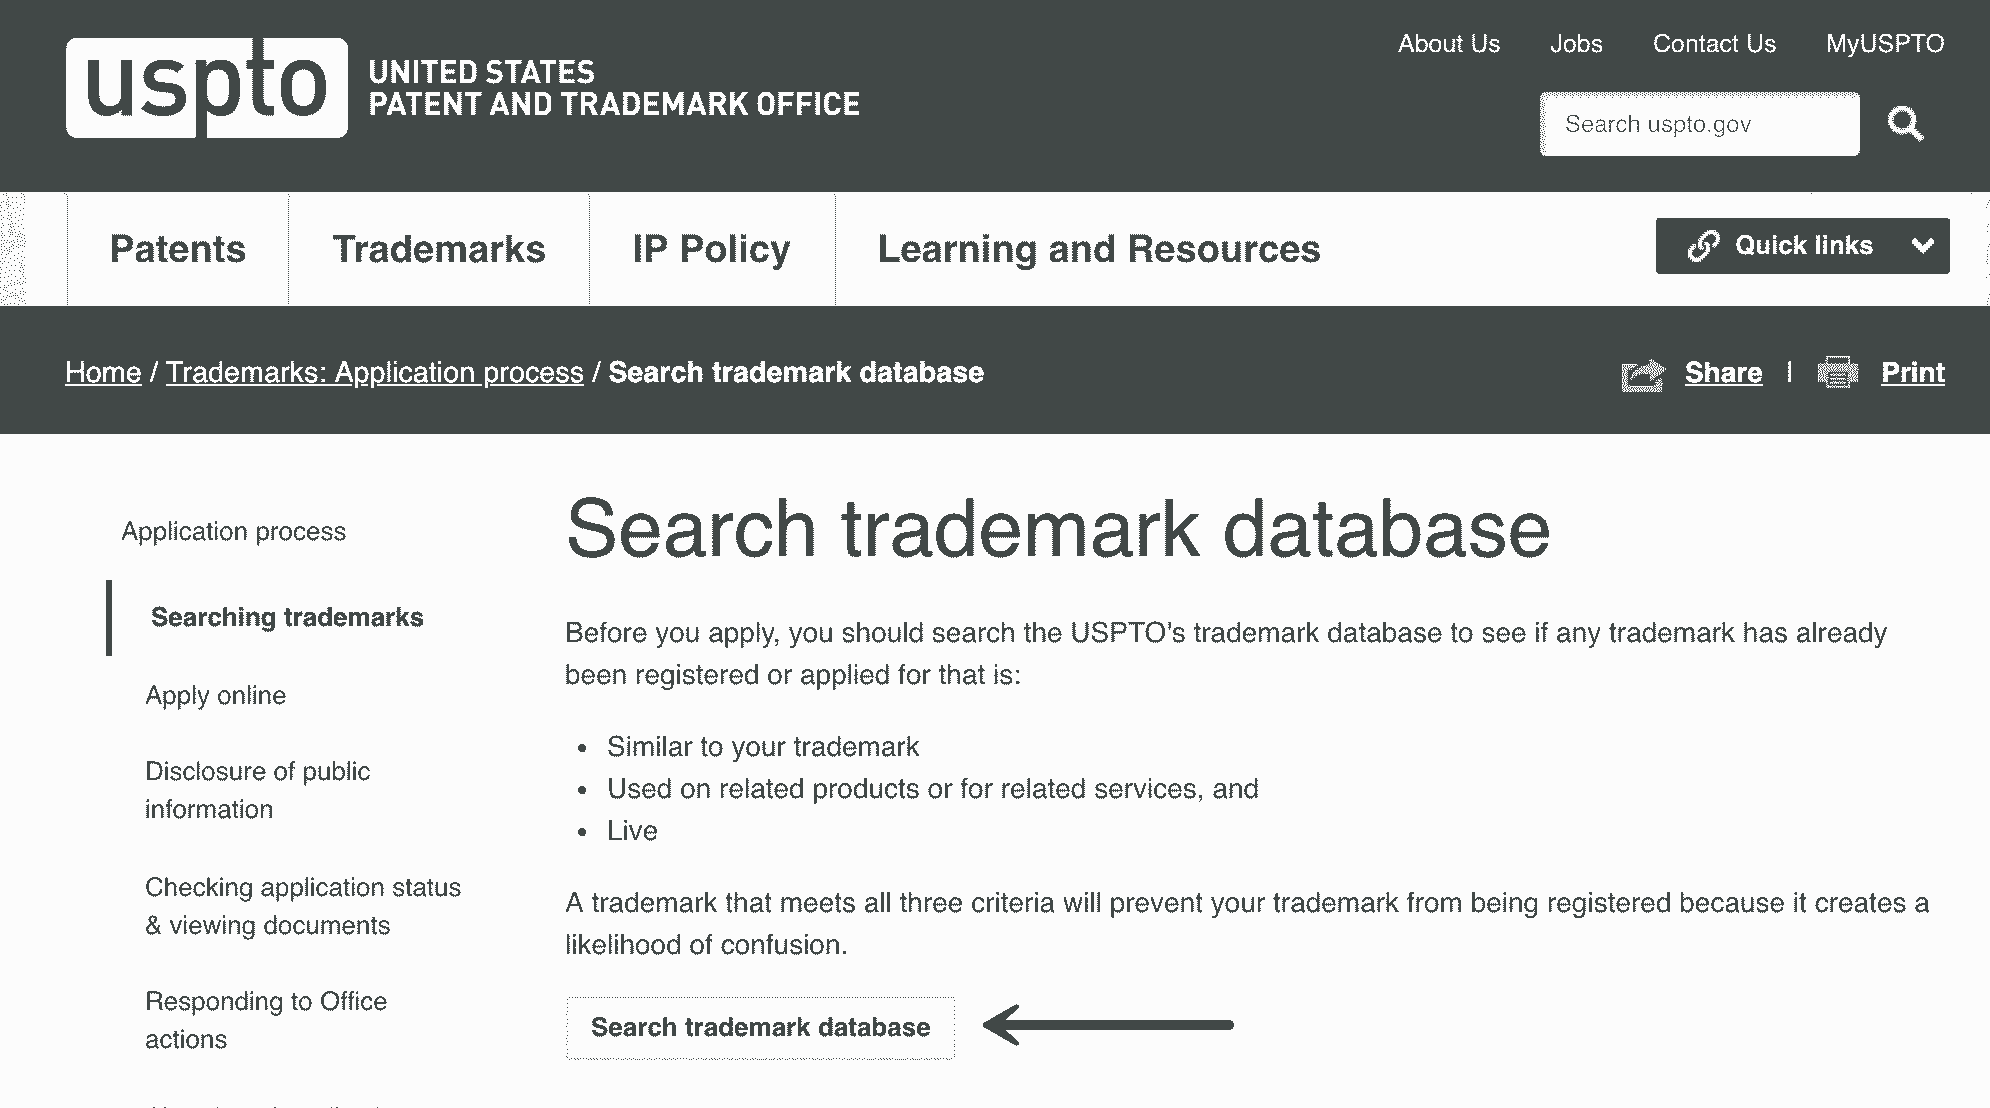 uspto
UNITED STATES
PATENT AND TRADEMARK OFFICE
About Us Jobs Contact Us MyUSPTO
Search uspto.gov
Patents Trademarks IP Policy Learning and Resources Quick links
Home / Trademarks: Application process / Search trademark database Share | Print
Application process
Searching trademarks
Apply online
Disclosure of public
information
Checking application status
& viewing documents
Responding to Office
actions
Search trademark database
Before you apply, you should search the USPTO's trademark database to see if any trademark has already
been registered or applied for that is:
• Similar to your trademark
• Used on related products or for related services, and
• Live
A trademark that meets all three criteria will prevent your trademark from being registered because it creates a
likelihood of confusion.
Search trademark database